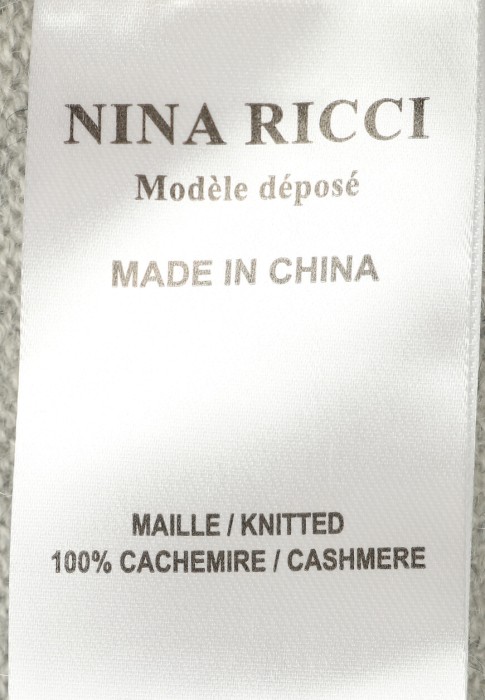 NINA RICCI
Modèle déposé
MADE IN CHINA
MAILLE / KNITTED
100% CACHEMIRE / CASHMERE